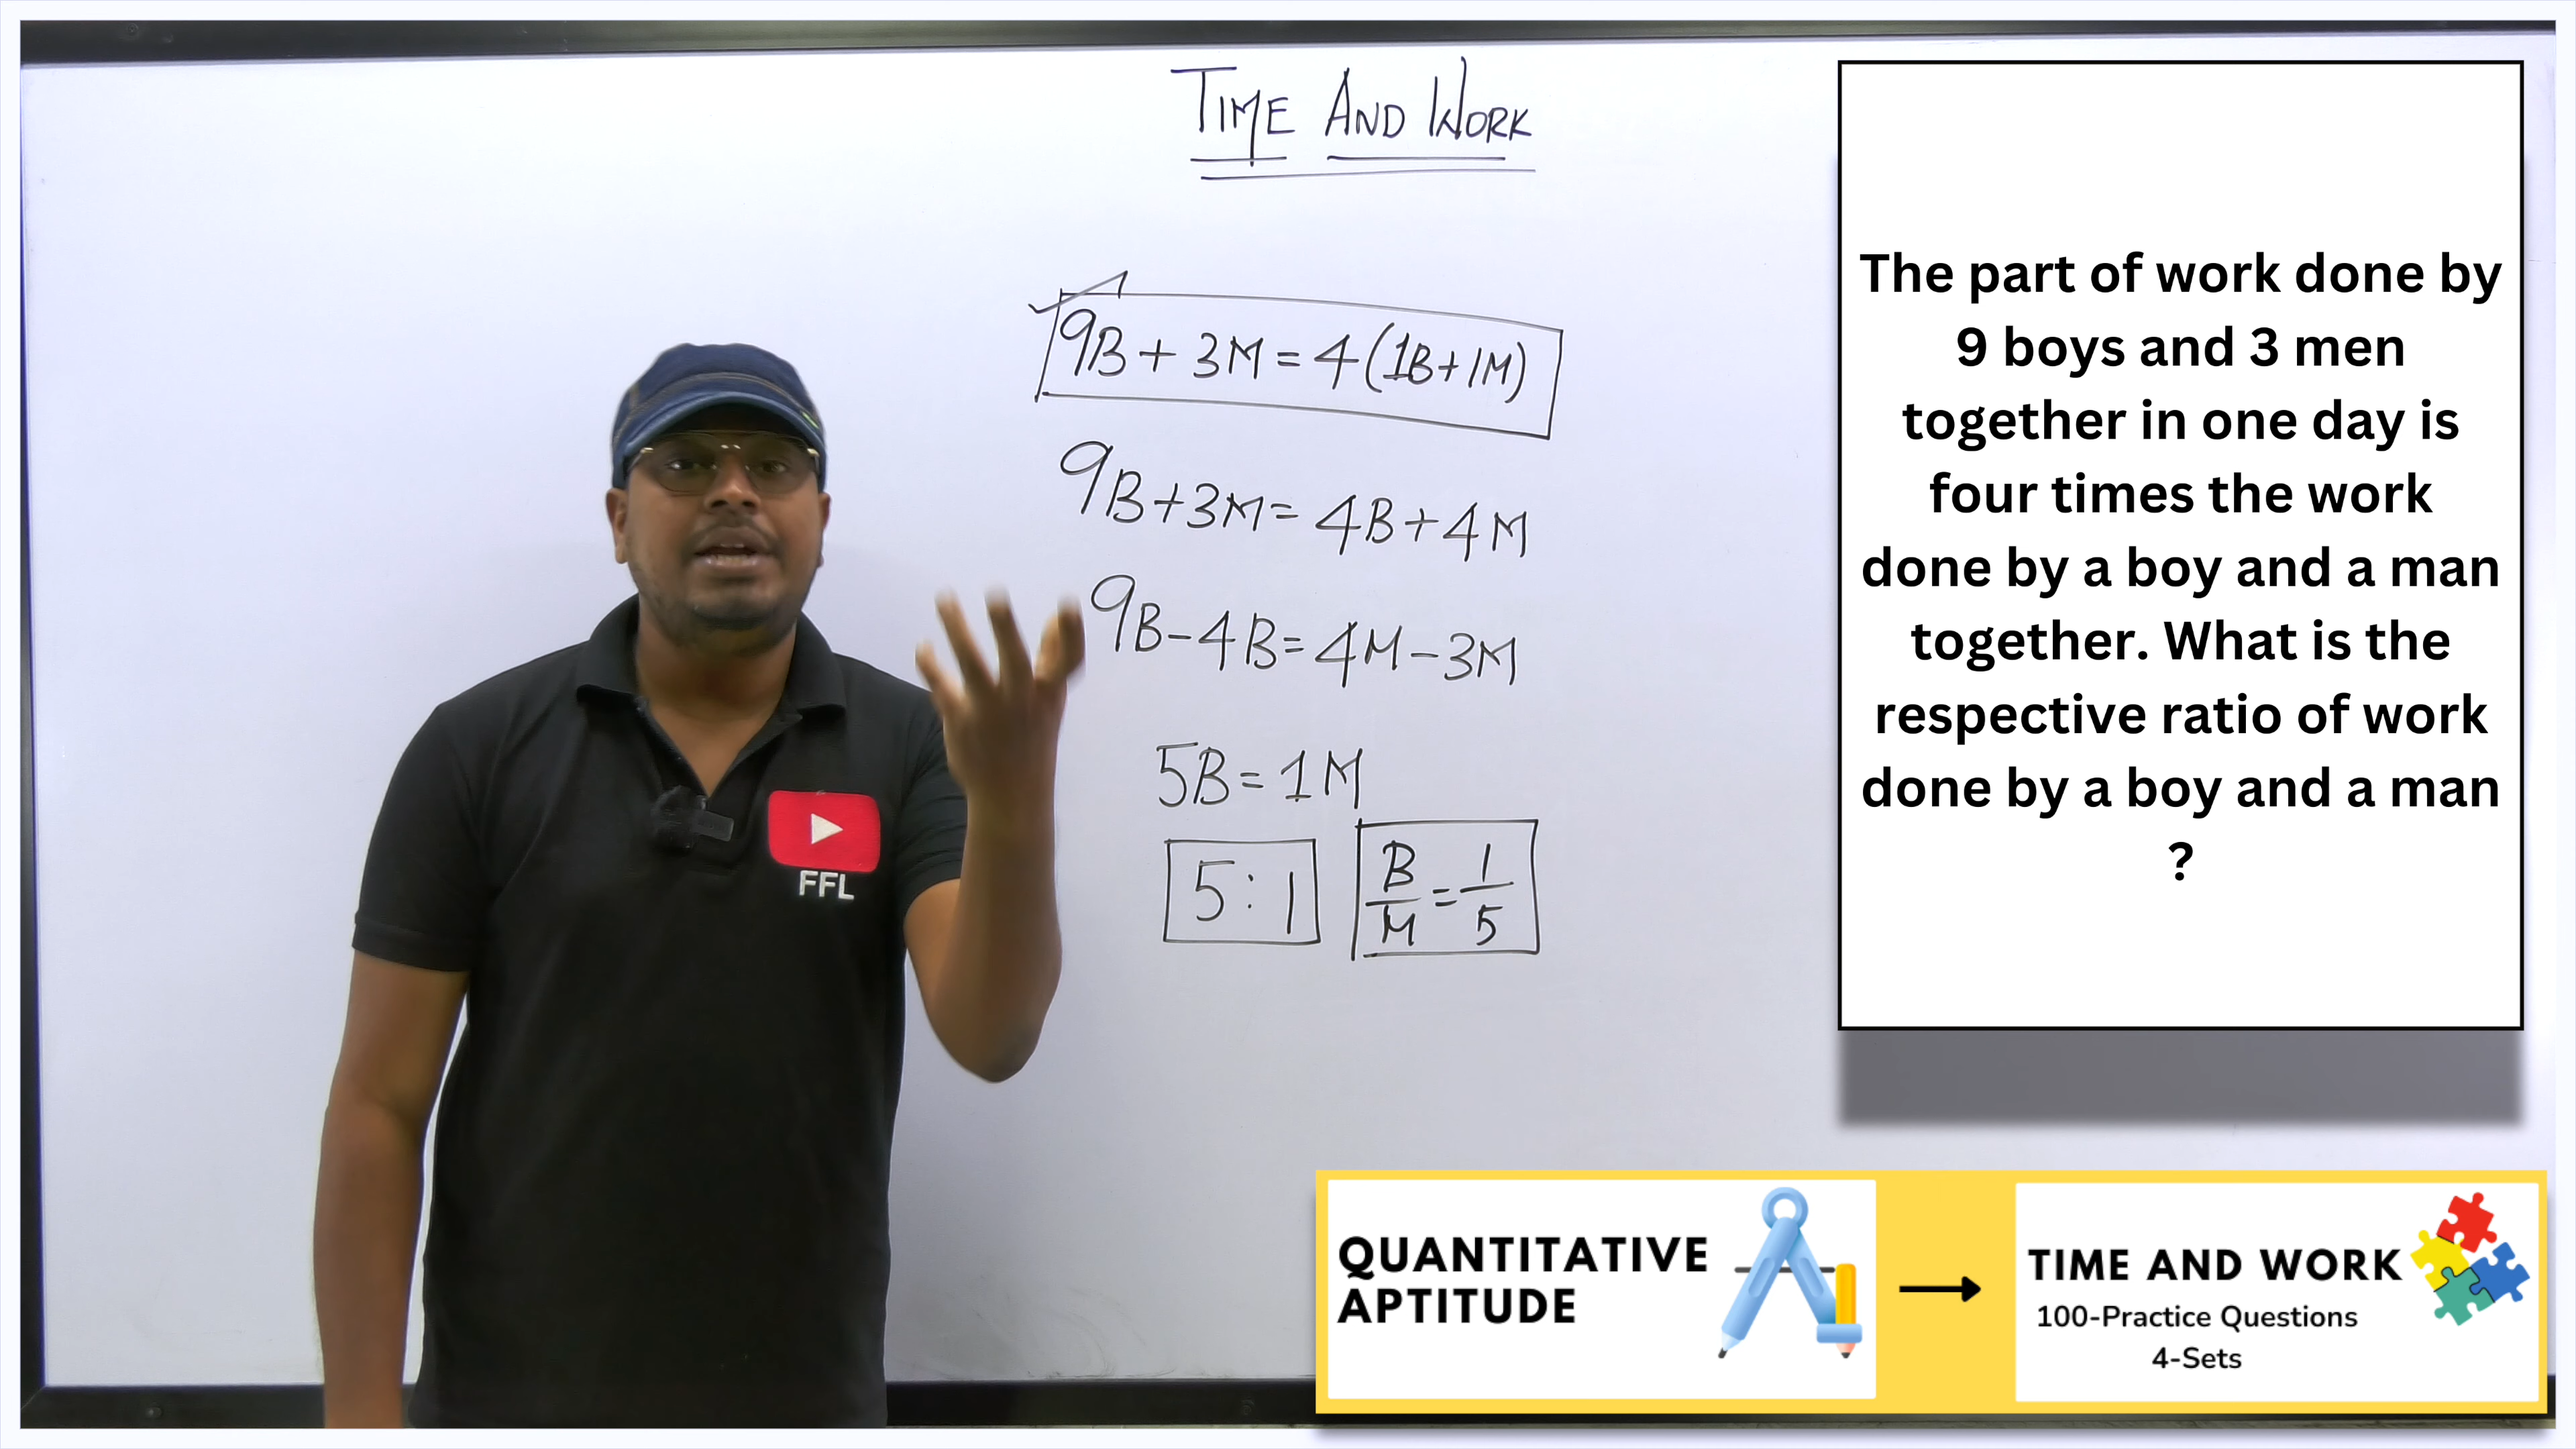 TIME AND WORK
9B + 3M = 4(1B+1M)
9B+3M= 4B+4M
9B-4B= 4M-3M
5B= 1M
5:1
B/M = 1/5
FFL
The part of work done by
9 boys and 3 men
together in one day is
four times the work
done by a boy and a man
together. What is the
respective ratio of work
done by a boy and a man
?
QUANTITATIVE
APTITUDE
TIME AND WORK
100-Practice Questions
4-Sets